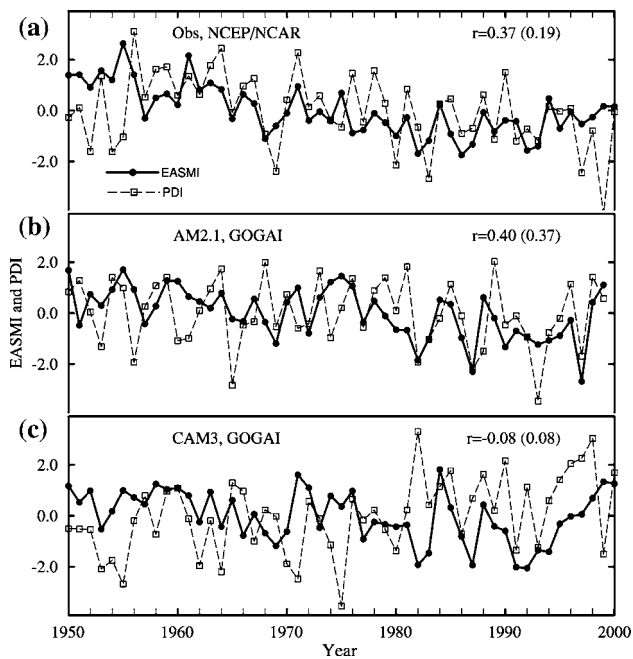 (a)
Obs, NCEP/NCAR r=0.37 (0.19)
2.0
0.0
-2.0
EASMI
PDI
(b)
AM2.1, GOGAI r=0.40 (0.37)
2.0
0.0
-2.0
EASMI and PDI
(c)
CAM3, GOGAI r=-0.08 (0.08)
2.0
0.0
-2.0
1950 1960 1970 1980 1990 2000
Year